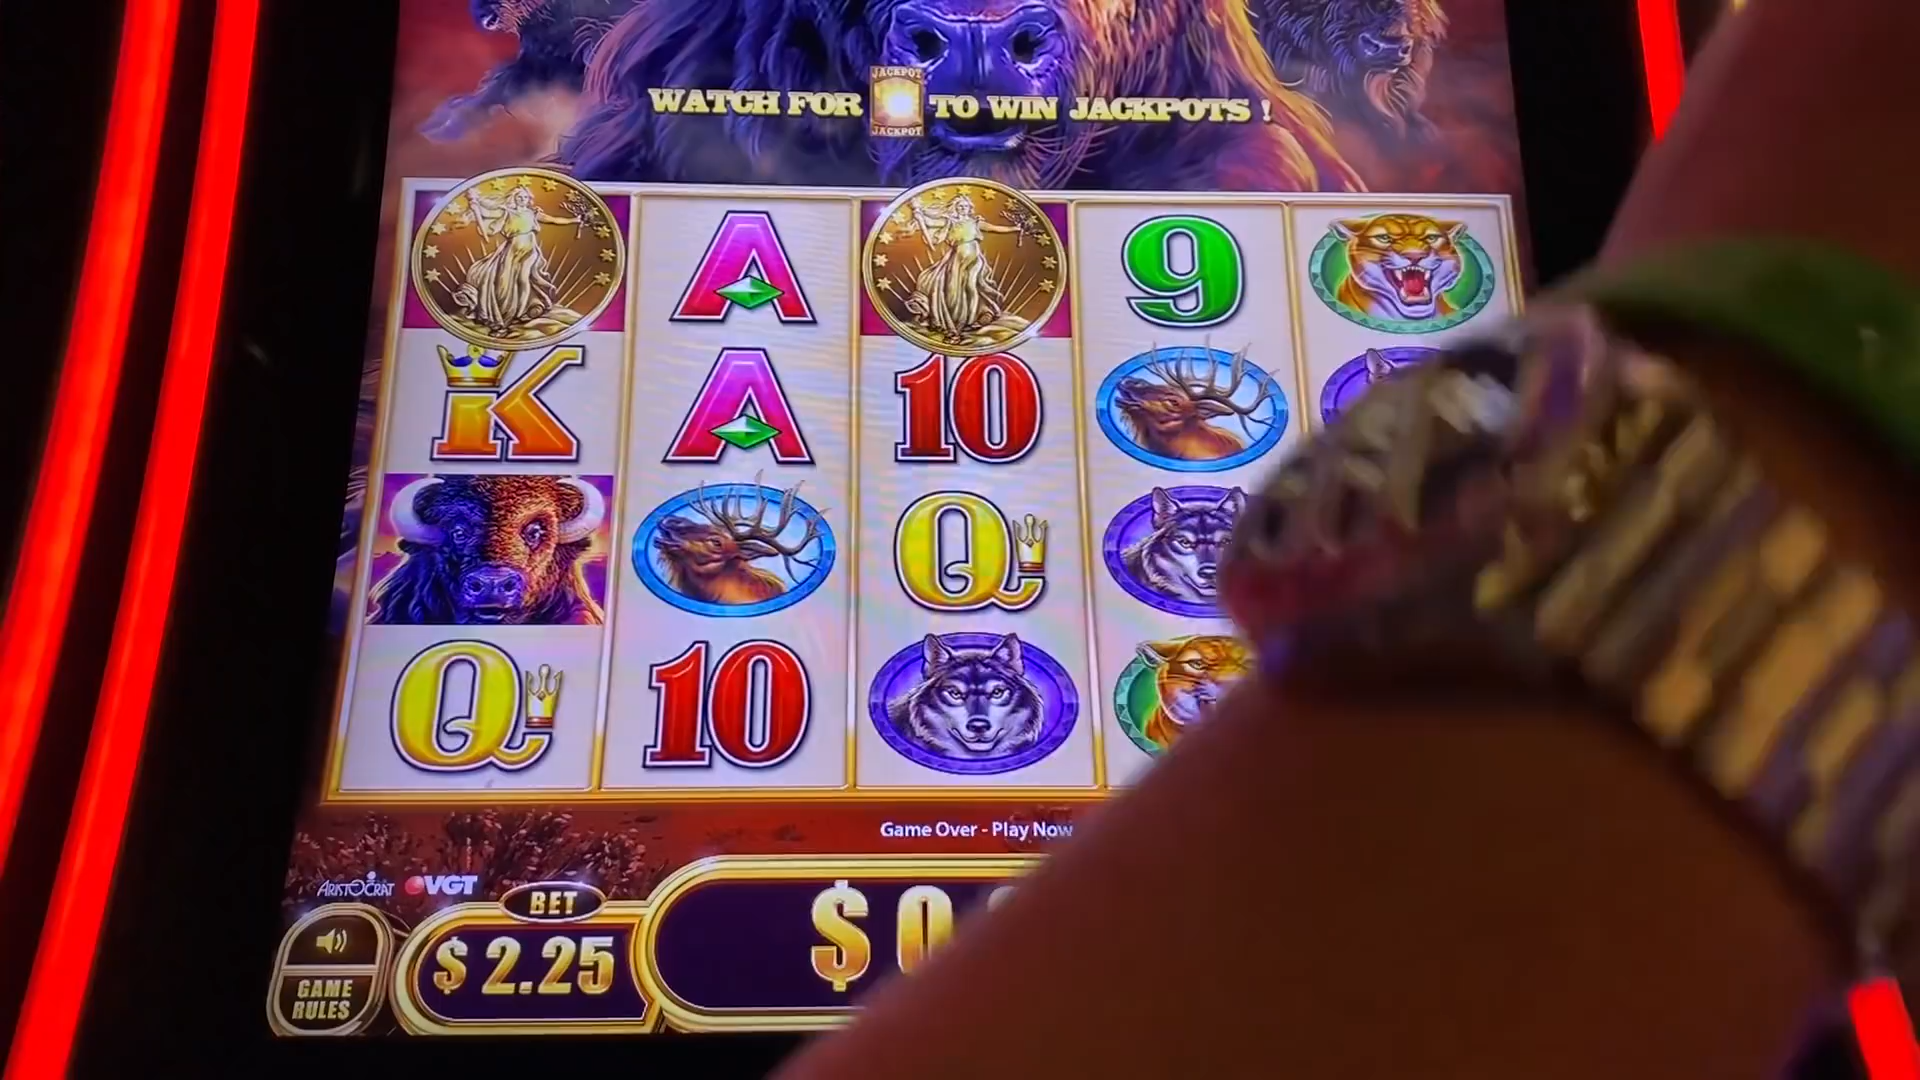 JACKPOT
WATCH FOR TO WIN JACKPOTS !
JACKPOT
A 9
K A 10
Q
Q 10
Game Over - Play Now
ARISTOCRAT VGT
BET
$ 2.25
$ 0
GAME
RULES